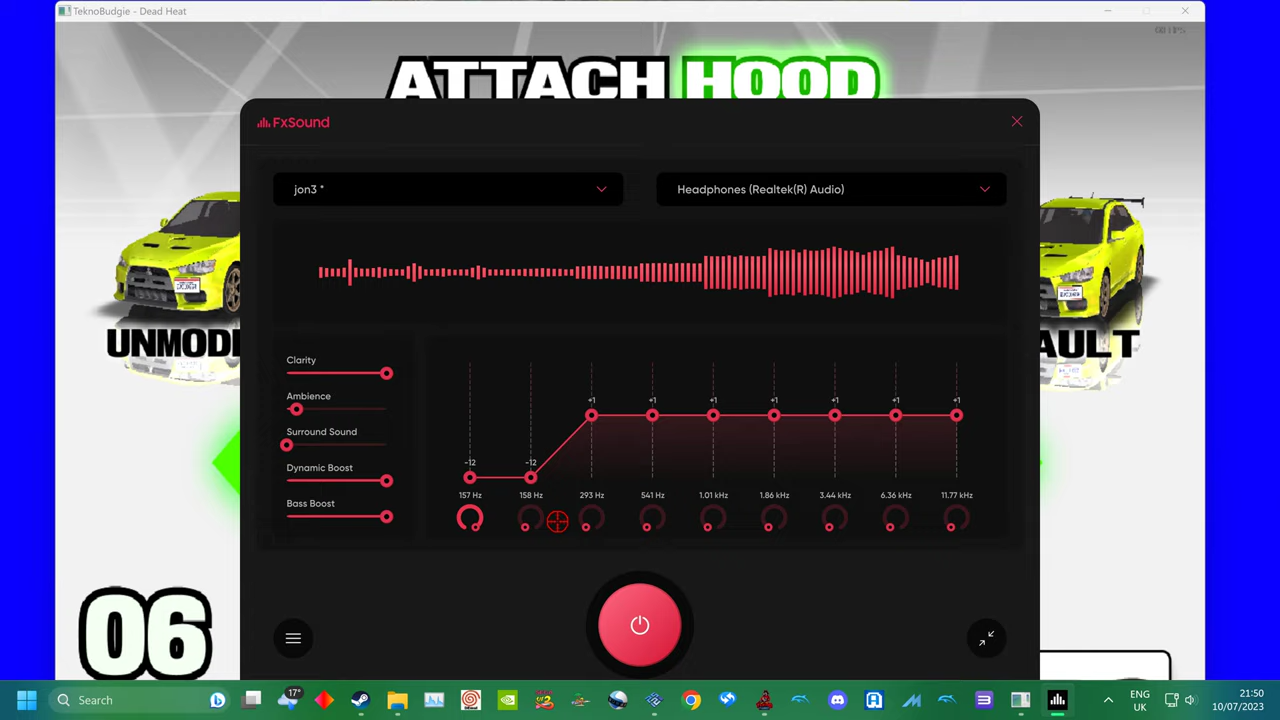 TeknoBudgie - Dead Heat
ATTACH HOOD
FxSound
jon3 *
Headphones (Realtek(R) Audio)
UNMODI
AULT
Clarity
Ambience
Surround Sound
Dynamic Boost
Bass Boost
+1 +1 +1 +1 +1 +1 +1
-12 -12
157 Hz 158 Hz 293 Hz 541 Hz 1.01 kHz 1.86 kHz 3.44 kHz 6.36 kHz 11.77 kHz
06
Search
17°
ENG
UK
21:50
10/07/2023